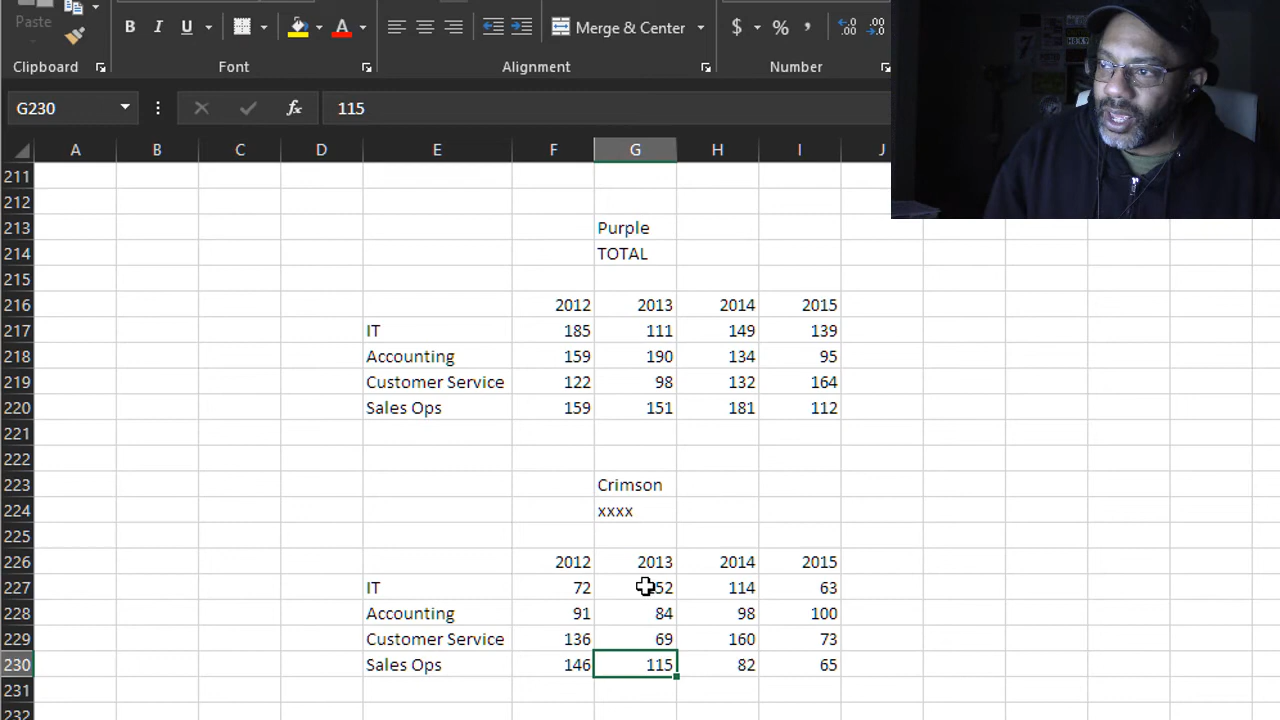 Paste
B I U A
Merge & Center
$ % , .00 .00
Clipboard Font Alignment Number
G230 fx 115
A B C D E F G H I J
211
212
213 Purple
214 TOTAL
215
216 2012 2013 2014 2015
217 IT 185 111 149 139
218 Accounting 159 190 134 95
219 Customer Service 122 98 132 164
220 Sales Ops 159 151 181 112
221
222
223 Crimson
224 xxxx
225
226 2012 2013 2014 2015
227 IT 72 114 63
228 Accounting 91 84 98 100
229 Customer Service 136 69 160 73
230 Sales Ops 146 115 82 65
231
232